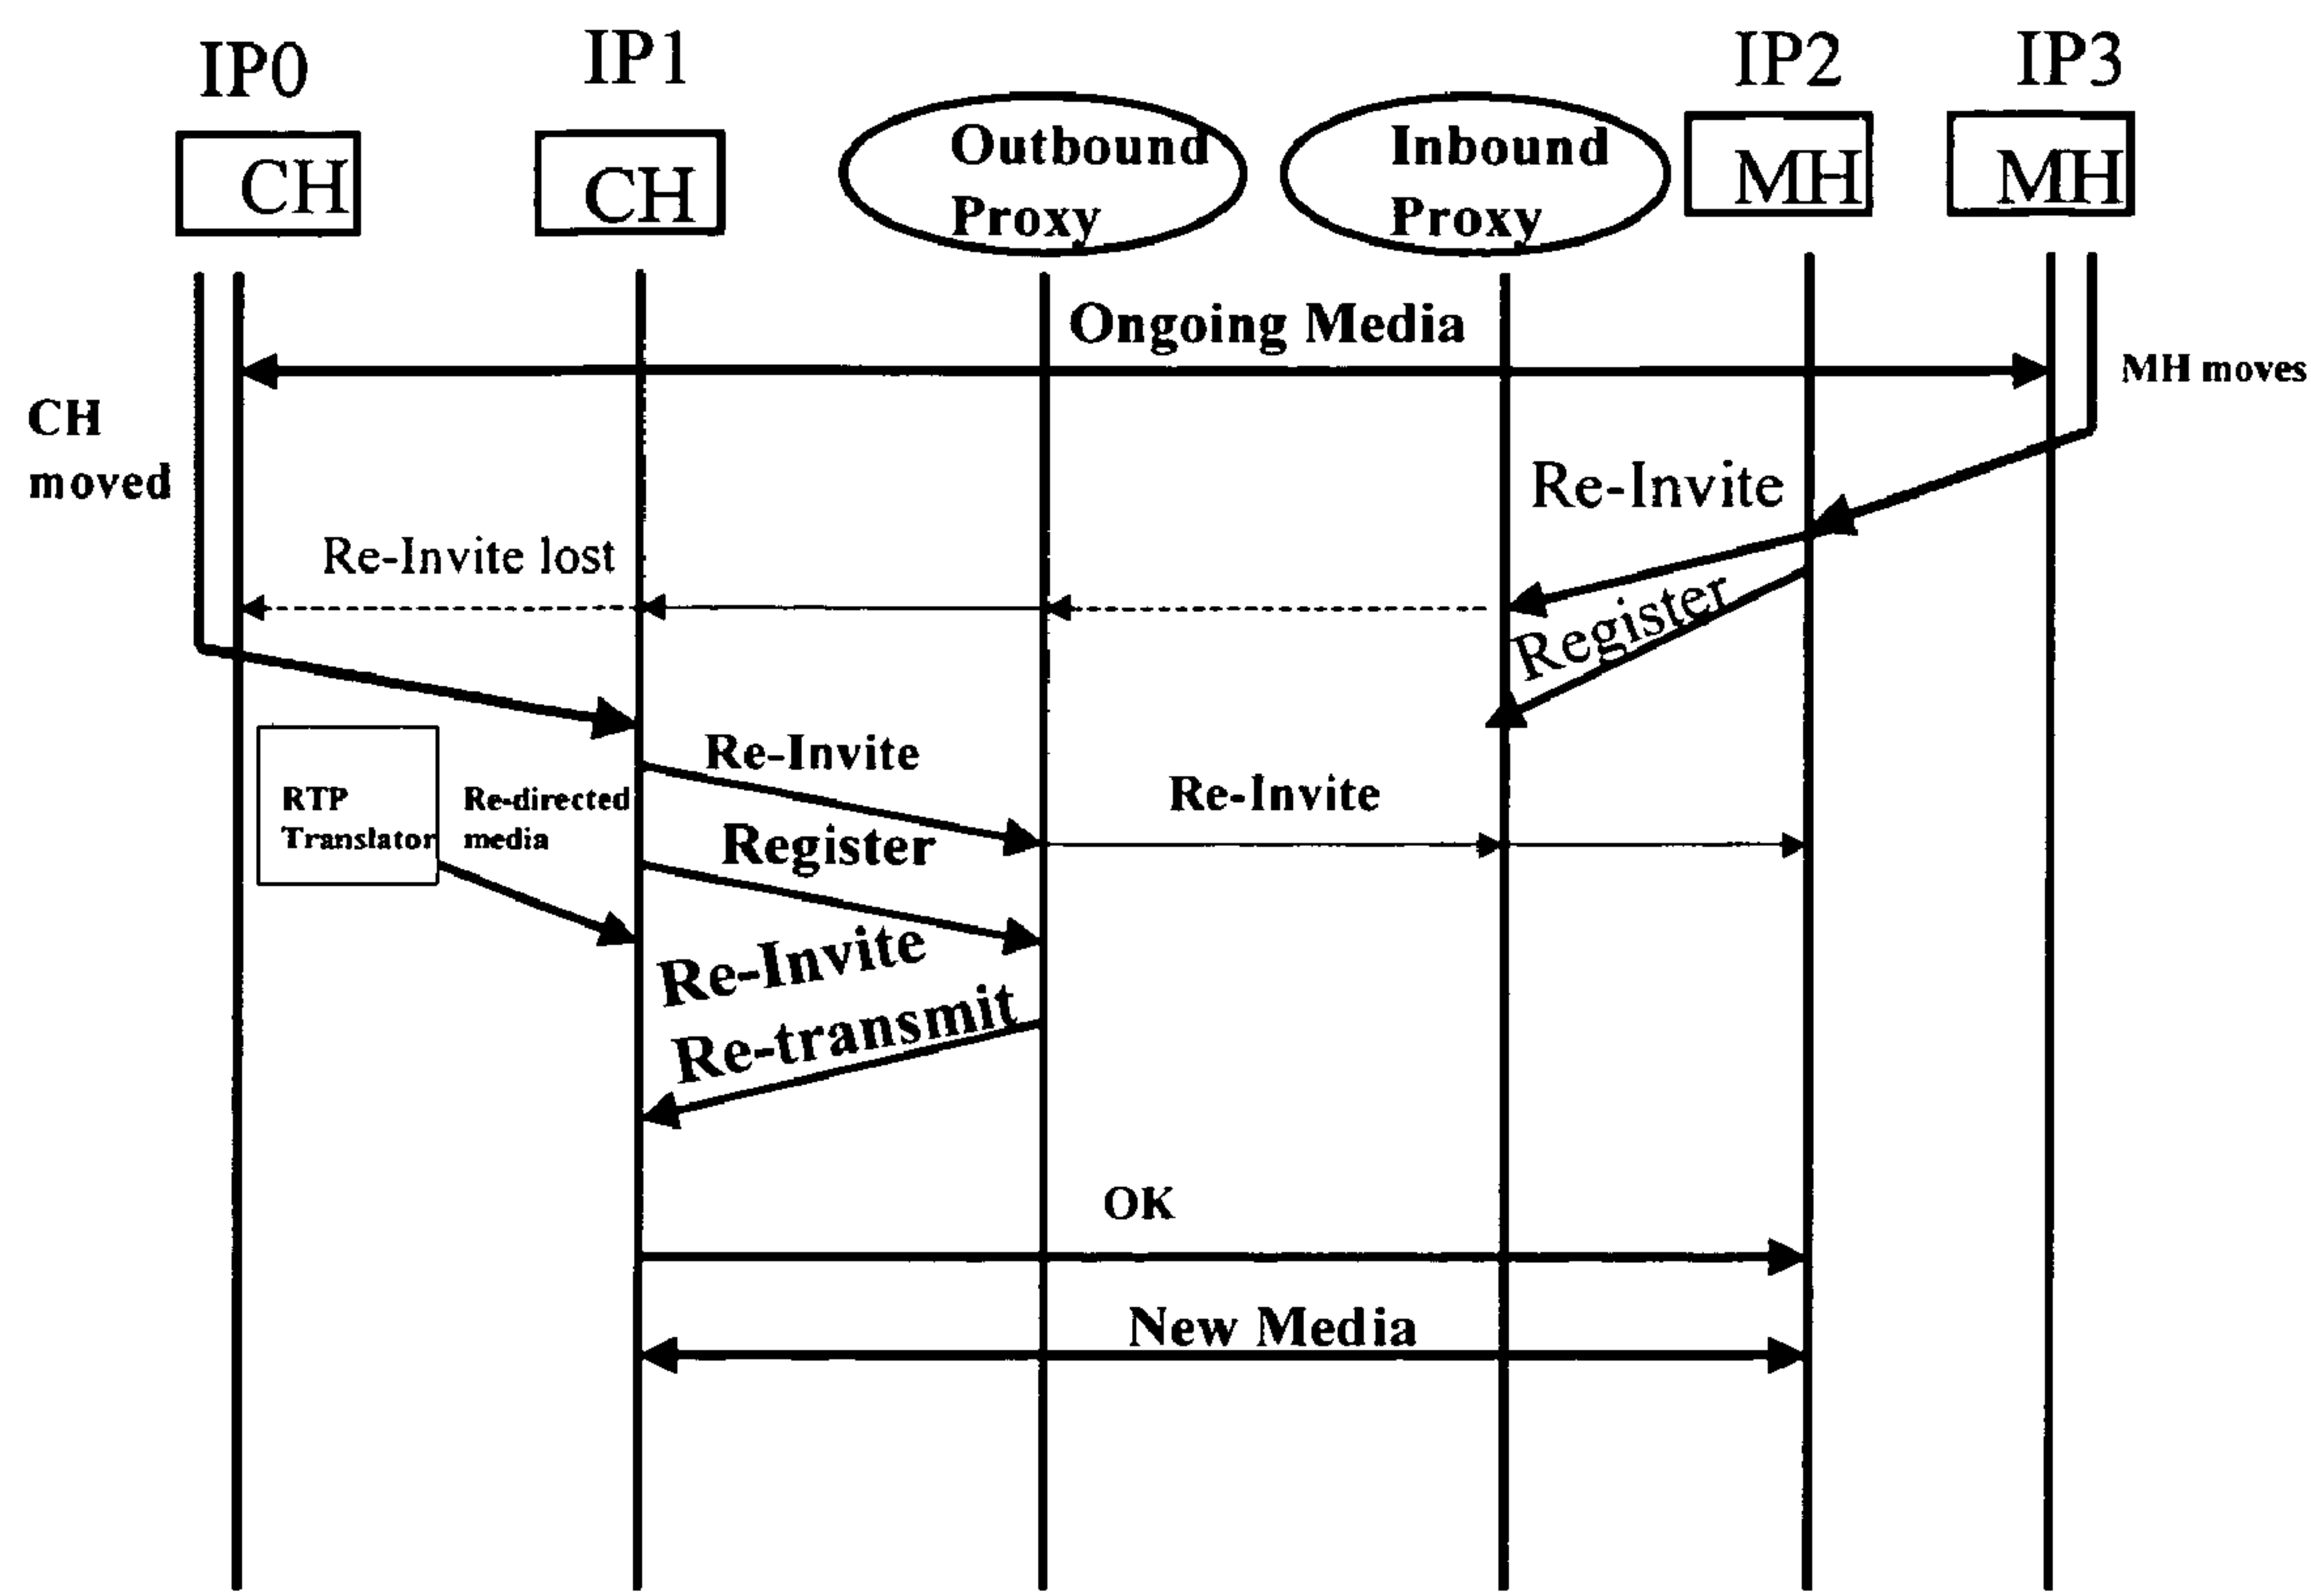 IP0
IP1
IP2
IP3
CH
CH
Outbound
Proxy
Inbound
Proxy
MH
MH
Ongoing Media
MH moves
CH
moved
Re-Invite
Re-Invite lost
Register
Re-Invite
Re-Invite
RTP
Translator
Re-directed
media
Register
Re-Invite
Re-transmit
OK
New Media